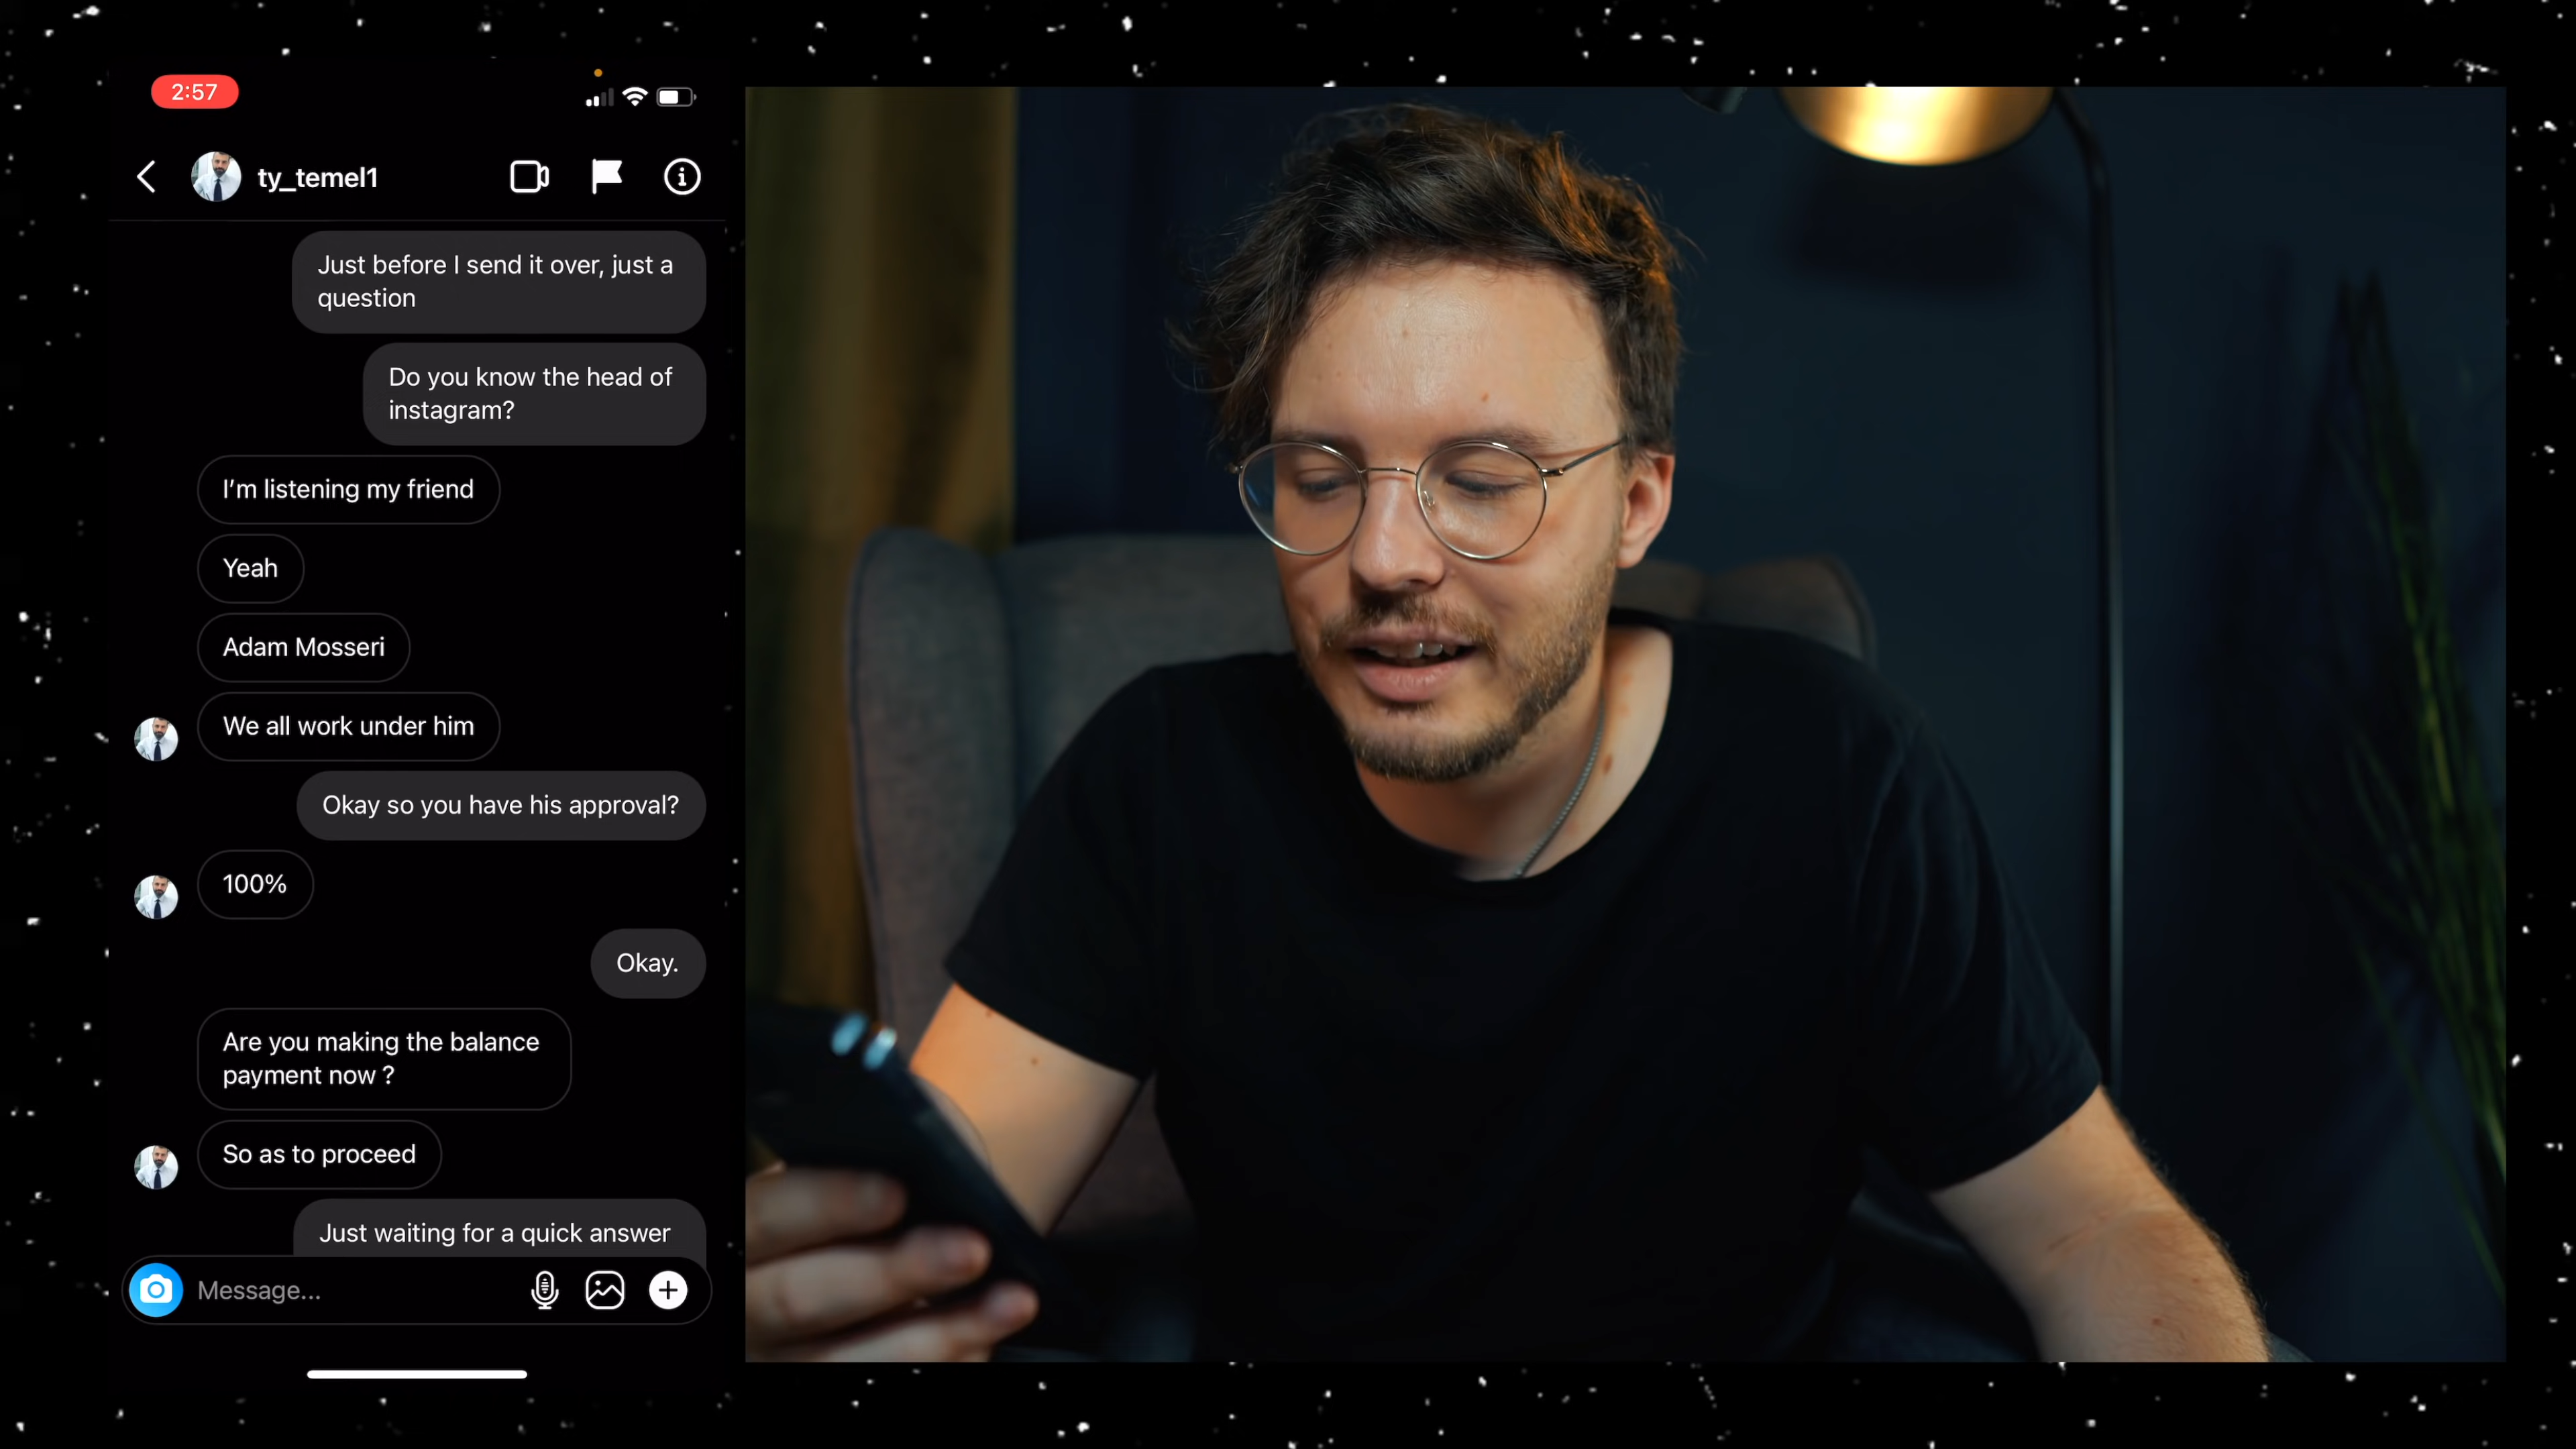 2:57
ty_temel1
Just before I send it over, just a
question
Do you know the head of
instagram?
I’m listening my friend
Yeah
Adam Mosseri
We all work under him
Okay so you have his approval?
100%
Okay.
Are you making the balance
payment now ?
So as to proceed
Just waiting for a quick answer
Message...